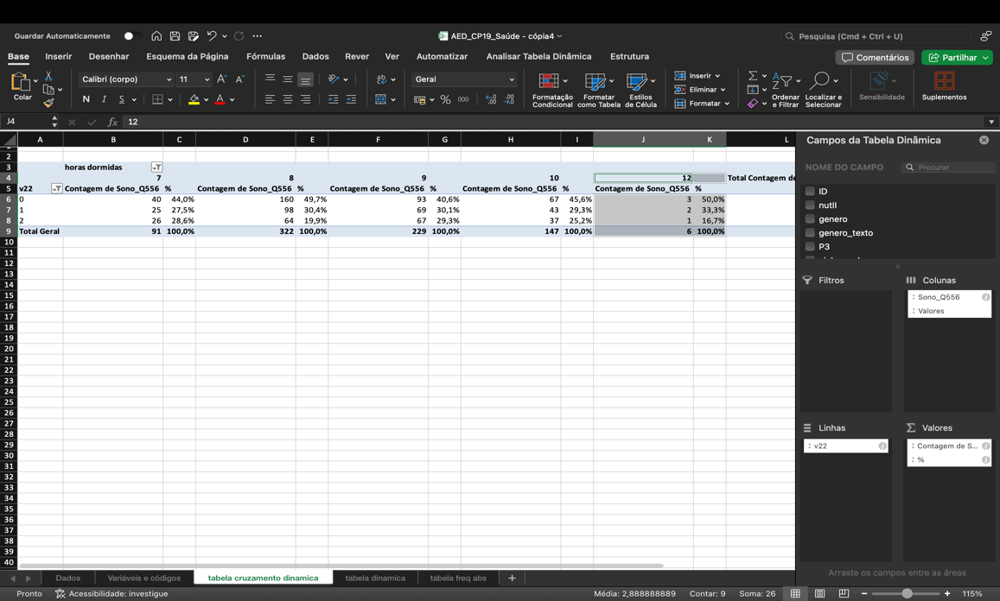 Guardar Automaticamente
AED_CP19_Saúde - cópia4
Pesquisa (Cmd + Ctrl + U)
Base Inserir Desenhar Esquema da Página Fórmulas Dados Rever Ver Automatizar Analisar Tabela Dinâmica Estrutura
Comentários Partilhar
Colar
Calibri (corpo) 11
N I S
Geral
% 000
Formatação Condicional
Formatar como Tabela
Estilos de Célula
Inserir
Eliminar
Formatar
Ordenar e Filtrar
Localizar e Selecionar
Sensibilidade
Suplementos
J4 fx 12
A B C D E F G H I J K L
2
3 horas dormidas
4 7 8 9 10 12 Total Contagem de
5 v22 Contagem de Sono_Q556 % Contagem de Sono_Q556 % Contagem de Sono_Q556 % Contagem de Sono_Q556 % Contagem de Sono_Q556 %
6 0 40 44,0% 160 49,7% 93 40,6% 67 45,6% 3 50,0%
7 1 25 27,5% 98 30,4% 69 30,1% 43 29,3% 2 33,3%
8 2 26 28,6% 64 19,9% 67 29,3% 37 25,2% 1 16,7%
9 Total Geral 91 100,0% 322 100,0% 229 100,0% 147 100,0% 6 100,0%
10
11
12
13
14
15
16
17
18
19
20
21
22
23
24
25
26
27
28
29
30
31
32
33
34
35
36
37
38
39
40
Campos da Tabela Dinâmica
NOME DO CAMPO Procurar
ID
nutII
genero
genero_texto
P3
Filtros
Colunas
Sono_Q556
Valores
Linhas
v22
Valores
Contagem de S...
%
Arraste os campos entre as áreas
Dados Variáveis e códigos tabela cruzamento dinamica tabela dinamica tabela freq abs +
Pronto Acessibilidade: investigue Média: 2,888888889 Contar: 9 Soma: 26 115%